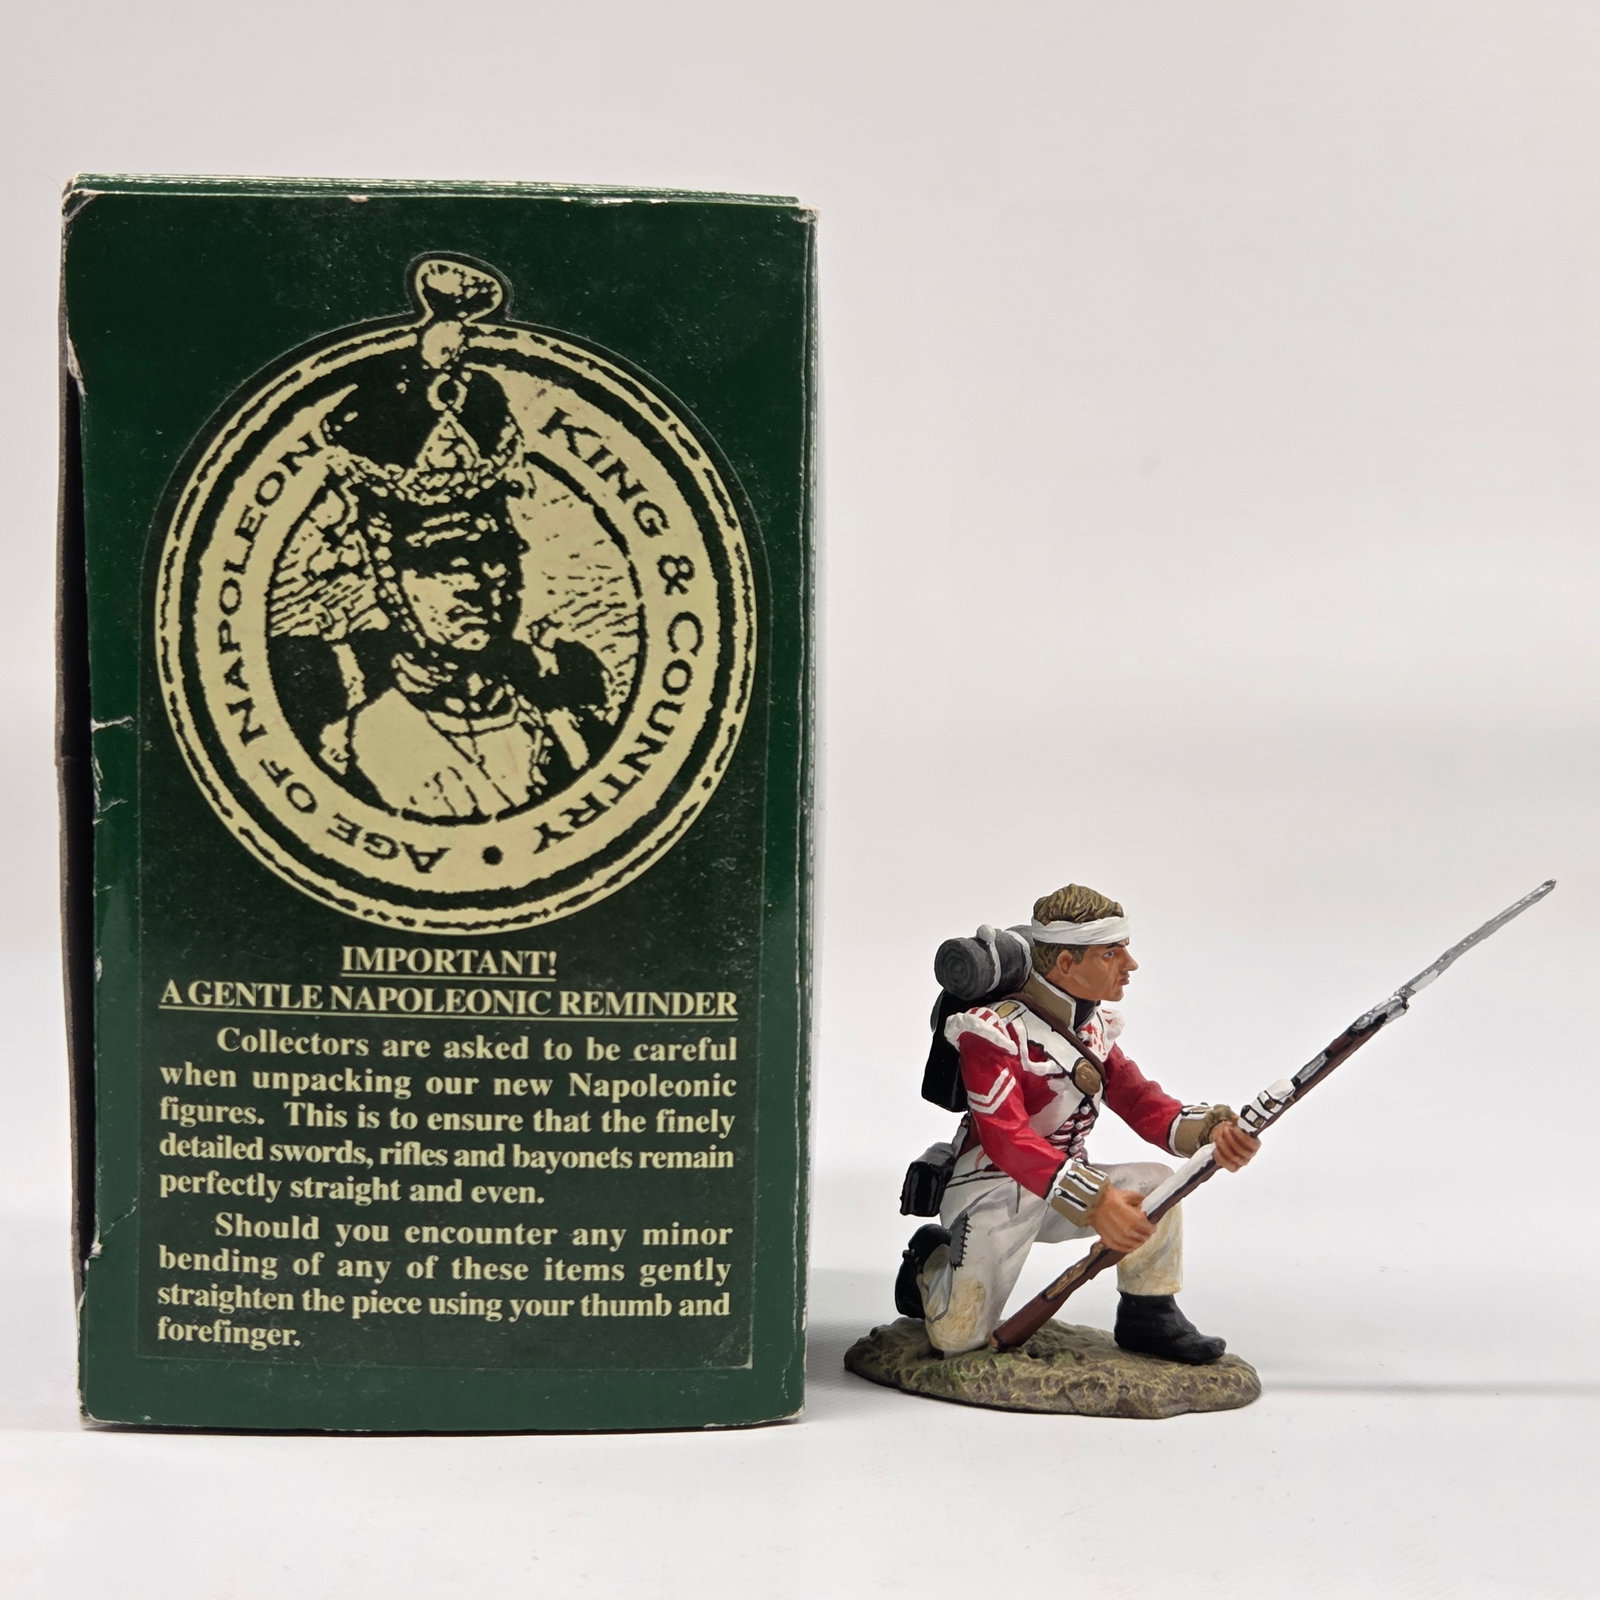 AGE OF NAPOLEON
KING & COUNTRY •
IMPORTANT!
A GENTLE NAPOLEONIC REMINDER
Collectors are asked to be careful
when unpacking our new Napoleonic
figures. This is to ensure that the finely
detailed swords, rifles and bayonets remain
perfectly straight and even.
Should you encounter any minor
bending of any of these items gently
straighten the piece using your thumb and
forefinger.